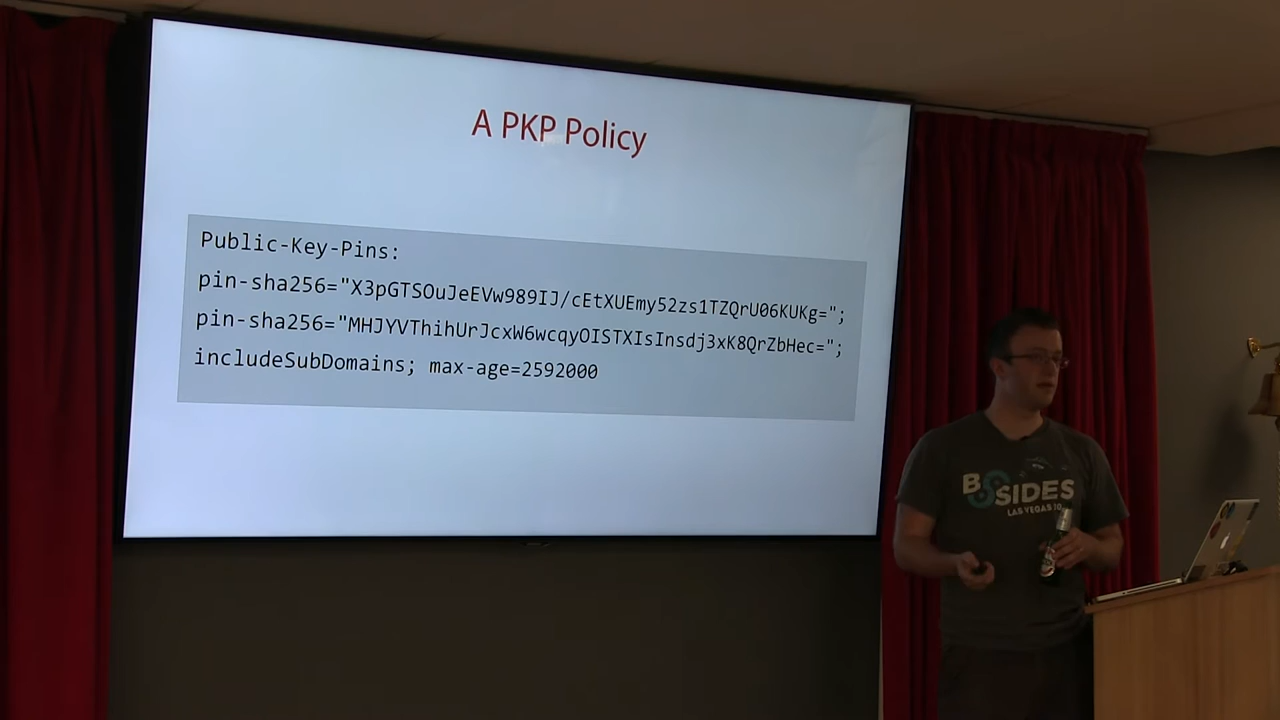 A PKP Policy
Public-Key-Pins:
pin-sha256="X3pGTSOuJeEVw989IJ/cEtXUEmy52zs1TZQrU06KUKg=";
pin-sha256="MHJYVThihUrJcxW6wcqyOISTXIsInsdj3xK8QrZbHec=";
includeSubDomains; max-age=2592000
BSIDES
LAS VEGAS